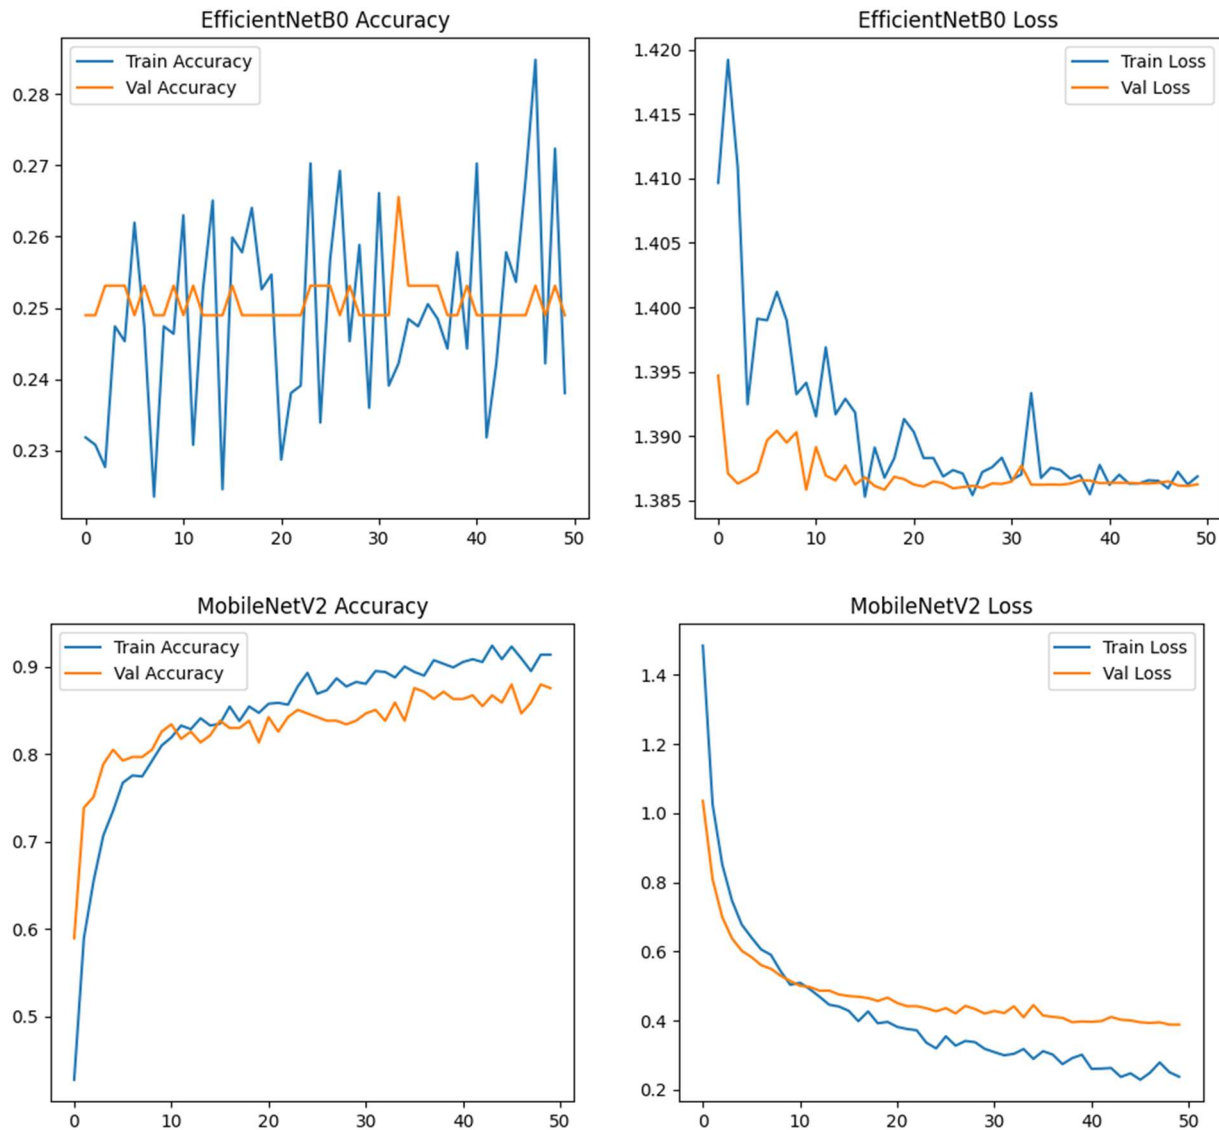 EfficientNetB0 Accuracy
Train Accuracy
Val Accuracy
0.28
0.27
0.26
0.25
0.24
0.23
0 10 20 30 40 50
EfficientNetB0 Loss
Train Loss
Val Loss
1.420
1.415
1.410
1.405
1.400
1.395
1.390
1.385
0 10 20 30 40 50
MobileNetV2 Accuracy
Train Accuracy
Val Accuracy
0.9
0.8
0.7
0.6
0.5
0 10 20 30 40 50
MobileNetV2 Loss
Train Loss
Val Loss
1.4
1.2
1.0
0.8
0.6
0.4
0.2
0 10 20 30 40 50